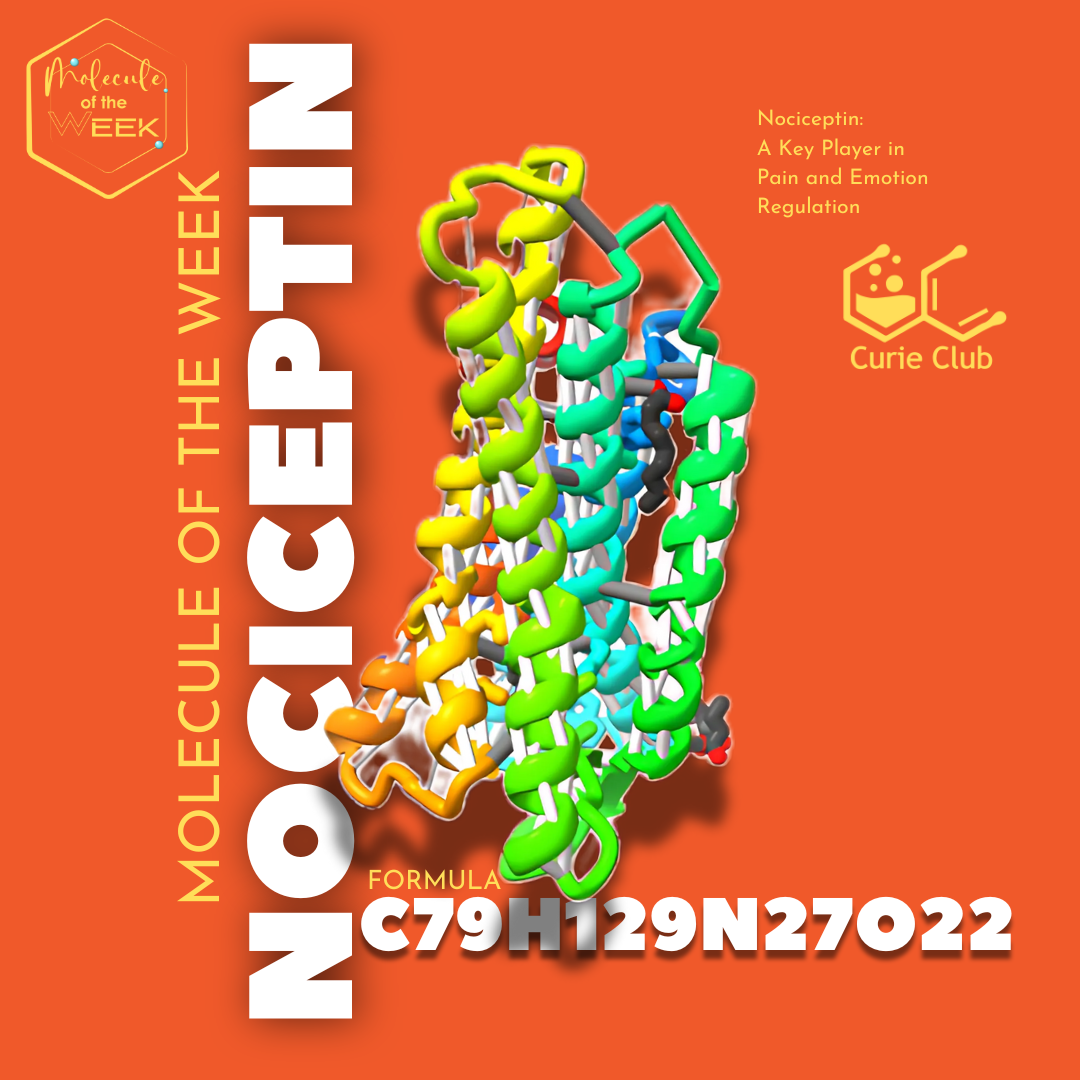 Molecule
of the
WEEK
MOLECULE OF THE WEEK
NOCICEPTIN
Nociceptin:
A Key Player in
Pain and Emotion
Regulation
Curie Club
FORMULA
C79H129N27O22